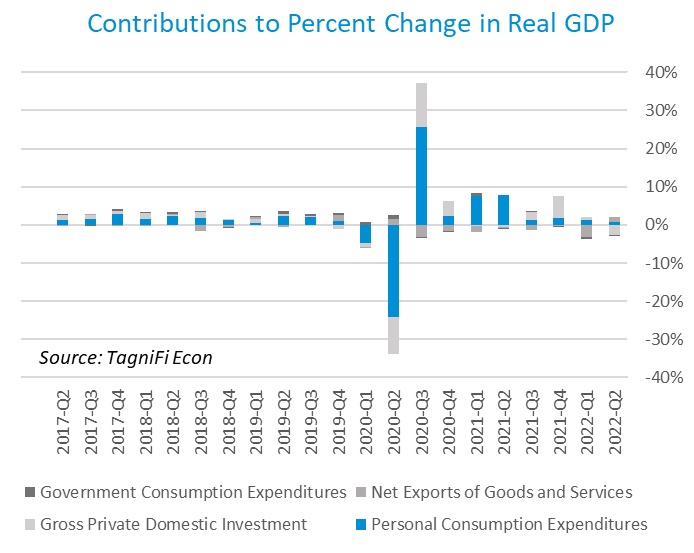 Contributions to Percent Change in Real GDP
40%
30%
20%
10%
0%
-10%
-20%
-30%
-40%
Source: TagniFi Econ
2017-Q2
2017-Q3
2017-Q4
2018-Q1
2018-Q2
2018-Q3
2018-Q4
2019-Q1
2019-Q2
2019-Q3
2019-Q4
2020-Q1
2020-Q2
2020-Q3
2020-Q4
2021-Q1
2021-Q2
2021-Q3
2021-Q4
2022-Q1
2022-Q2
Government Consumption Expenditures Net Exports of Goods and Services
Gross Private Domestic Investment Personal Consumption Expenditures